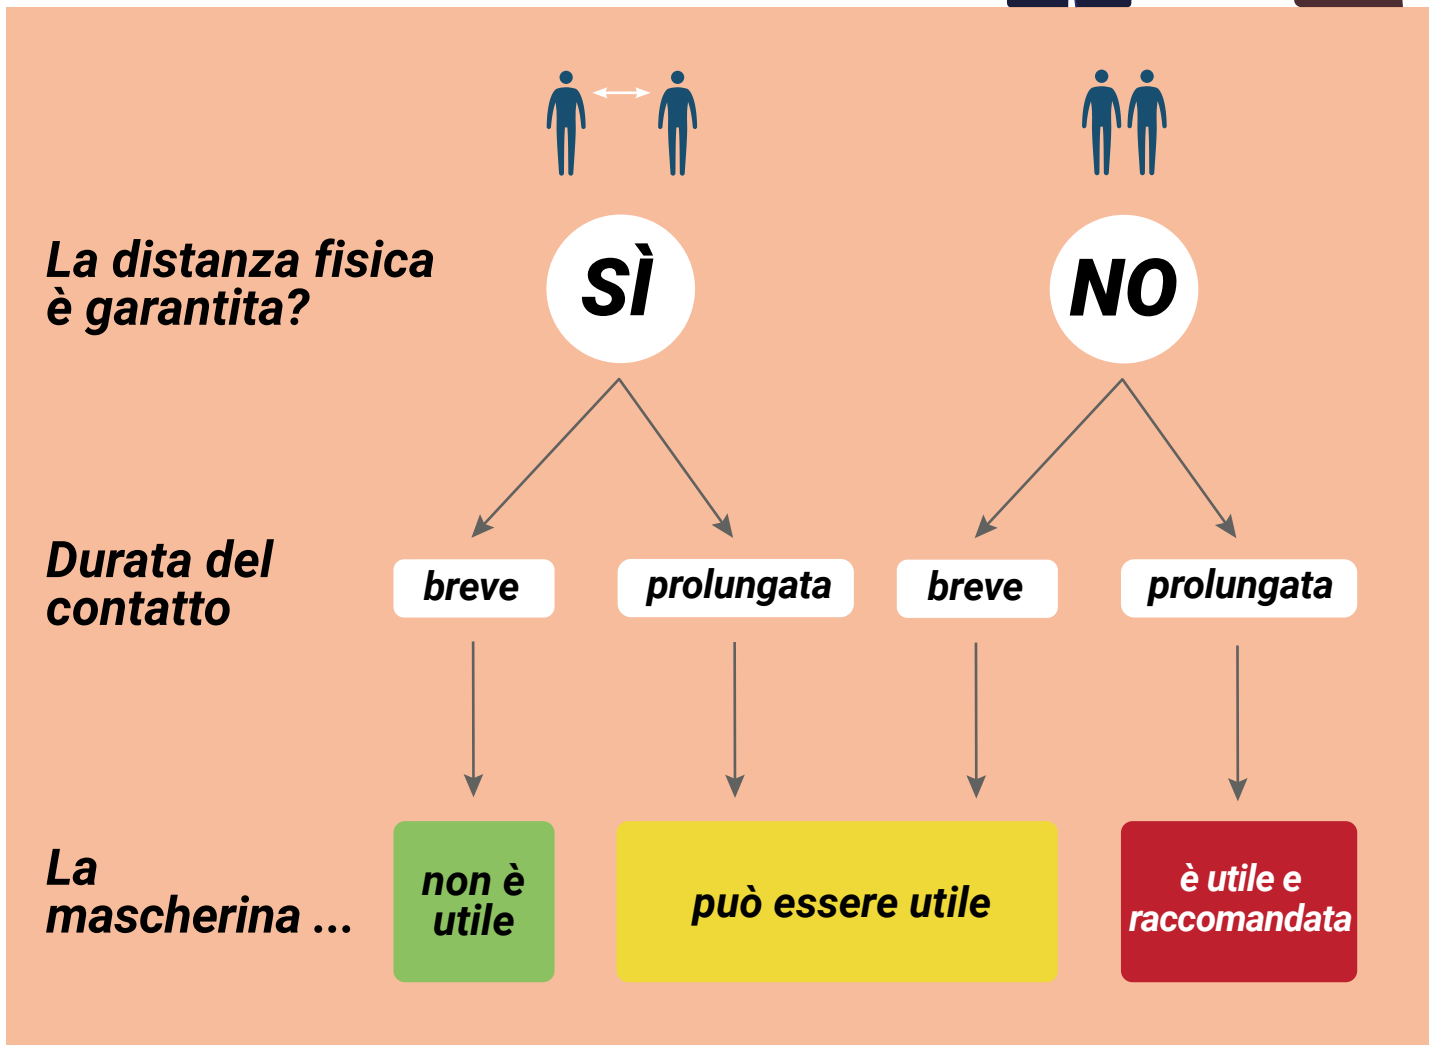 La distanza fisica
è garantita?
SÌ
NO
Durata del
contatto
breve
prolungata
breve
prolungata
La
mascherina ...
non è
utile
può essere utile
è utile e
raccomandata